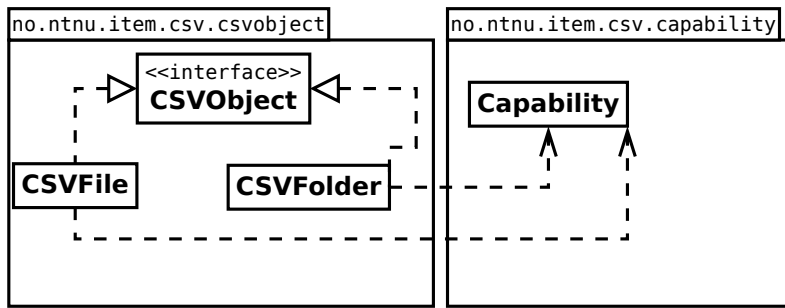 no.ntnu.item.csv.csvobject
no.ntnu.item.csv.capability
<<interface>>
CSVObject
Capability
CSVFile
CSVFolder